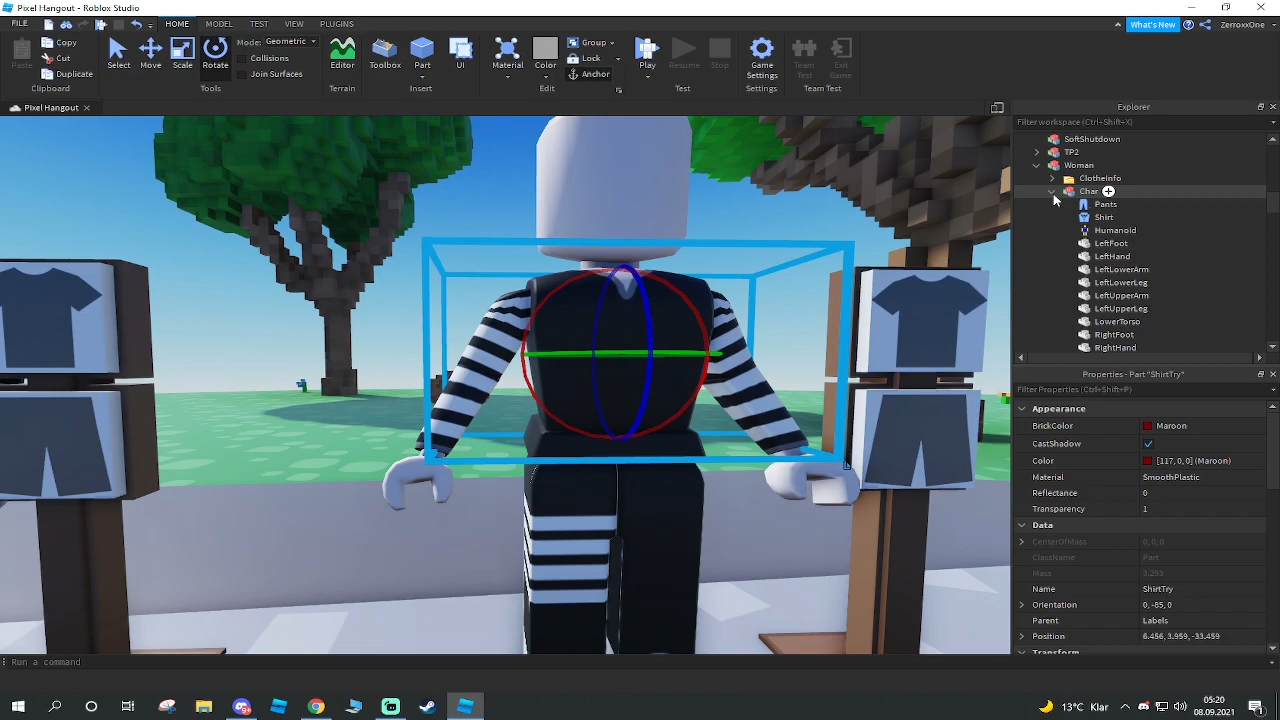 Pixel Hangout - Roblox Studio
FILE HOME MODEL TEST VIEW PLUGINS What's New ZerroxxOne
Paste Copy Cut Duplicate Clipboard
Select Move Scale Rotate Mode: Geometric Collisions Join Surfaces Tools
Editor Terrain
Toolbox Part UI Insert
Material Color Group Lock Anchor Edit
Play Resume Stop Test
Game Settings Settings
Team Test Exit Game Team Test
Pixel Hangout
Explorer
Filter workspace (Ctrl+Shift+X)
SoftShutdown
TP2
Woman
ClotheInfo
Char
Pants
Shirt
Humanoid
LeftFoot
LeftHand
LeftLowerArm
LeftLowerLeg
LeftUpperArm
LeftUpperLeg
LowerTorso
RightFoot
RightHand
Properties - Part "ShirtTry"
Filter Properties (Ctrl+Shift+P)
Appearance
BrickColor Maroon
CastShadow
Color [117,0,0] (Maroon)
Material SmoothPlastic
Reflectance 0
Transparency 1
Data
CenterOfMass 0,0,0
ClassName Part
Mass 3.293
Name ShirtTry
Orientation 0,-85,0
Parent Labels
Position 6.456, 3.959, -33.459
Transform
Run a command
13°C Klar 05:20
08.09.2021